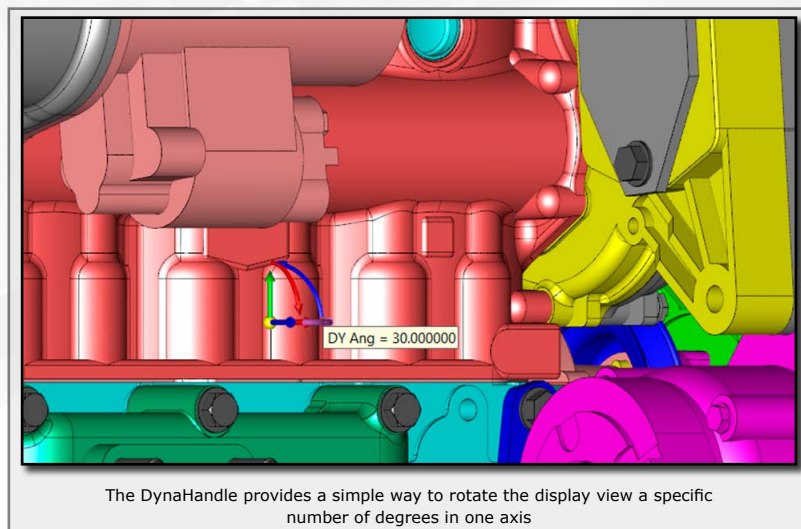 DY Ang = 30.000000
The DynaHandle provides a simple way to rotate the display view a specific
number of degrees in one axis